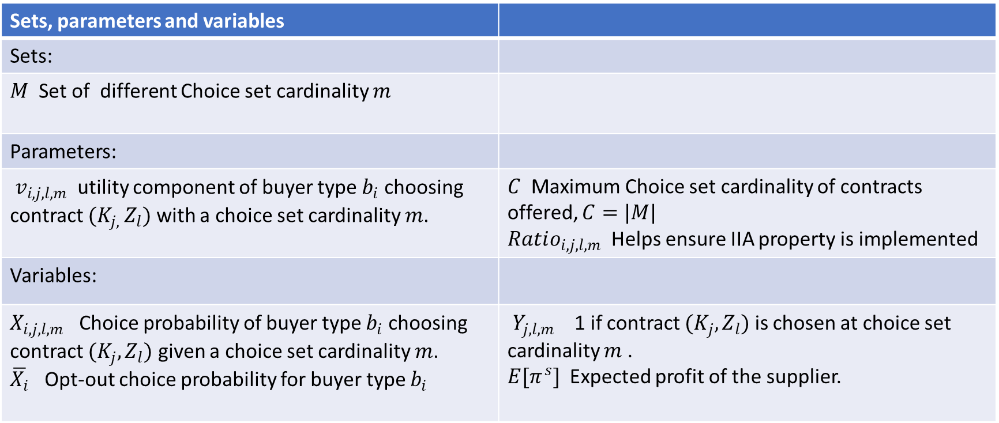 Sets, parameters and variables
Sets:
M Set of different Choice set cardinality m
Parameters:
v_{i,j,l,m} utility component of buyer type b_i choosing
contract (K_{j,} Z_l) with a choice set cardinality m.
C Maximum Choice set cardinality of contracts
offered, C = |M|
Ratio_{i,j,l,m} Helps ensure IIA property is implemented
Variables:
X_{i,j,l,m} Choice probability of buyer type b_i choosing
contract (K_j, Z_l) given a choice set cardinality m.
X̅_i Opt-out choice probability for buyer type b_i
Y_{j,l,m} 1 if contract (K_j, Z_l) is chosen at choice set
cardinality m .
E[π^s] Expected profit of the supplier.